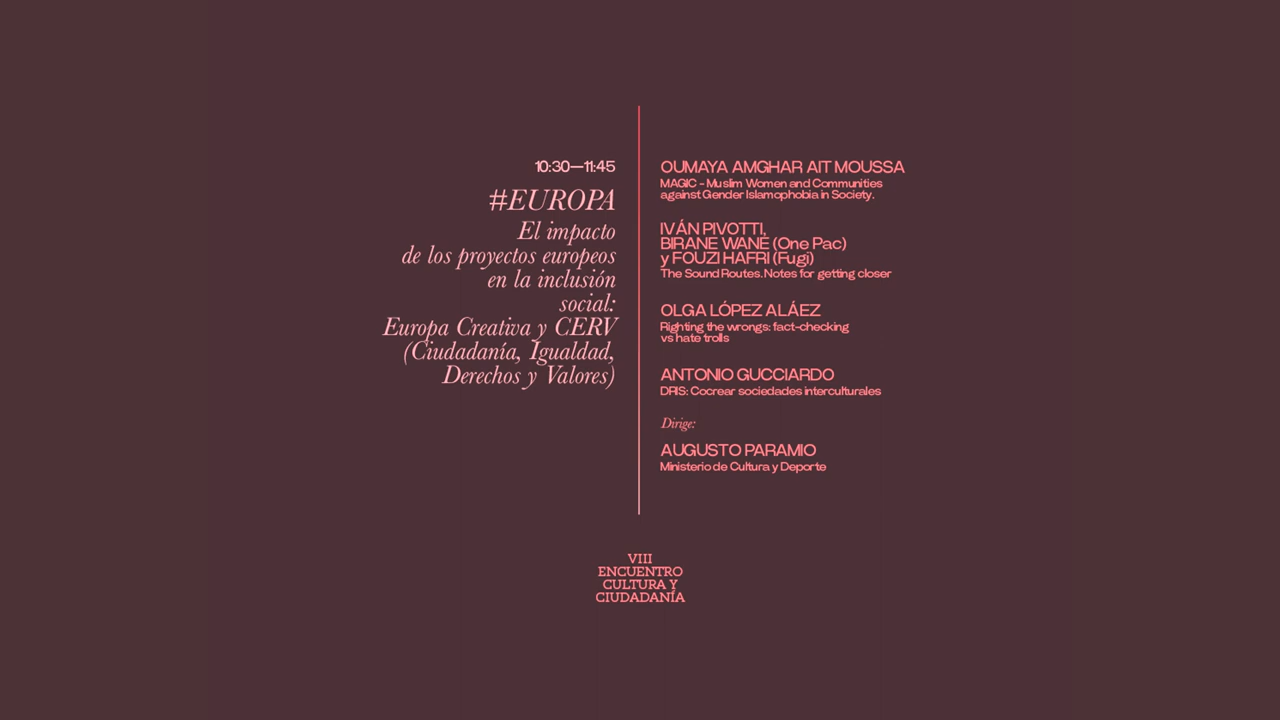 10:30—11:45
#EUROPA
El impacto
de los proyectos europeos
en la inclusión
social:
Europa Creativa y CERV
(Ciudadanía, Igualdad,
Derechos y Valores)
OUMAYA AMGHAR AIT MOUSSA
MAGIC - Muslim Women and Communities
against Gender Islamophobia in Society.
IVÁN PIVOTTI,
BIRANE WANE (One Pac)
y FOUZI HAFRI (Fugi)
The Sound Routes. Notes for getting closer
OLGA LÓPEZ ALÁEZ
Righting the wrongs: fact-checking
vs hate trolls
ANTONIO GUCCIARDO
DRIS: Cocrear sociedades interculturales
Dirige:
AUGUSTO PARAMIO
Ministerio de Cultura y Deporte
VIII
ENCUENTRO
CULTURA Y
CIUDADANÍA